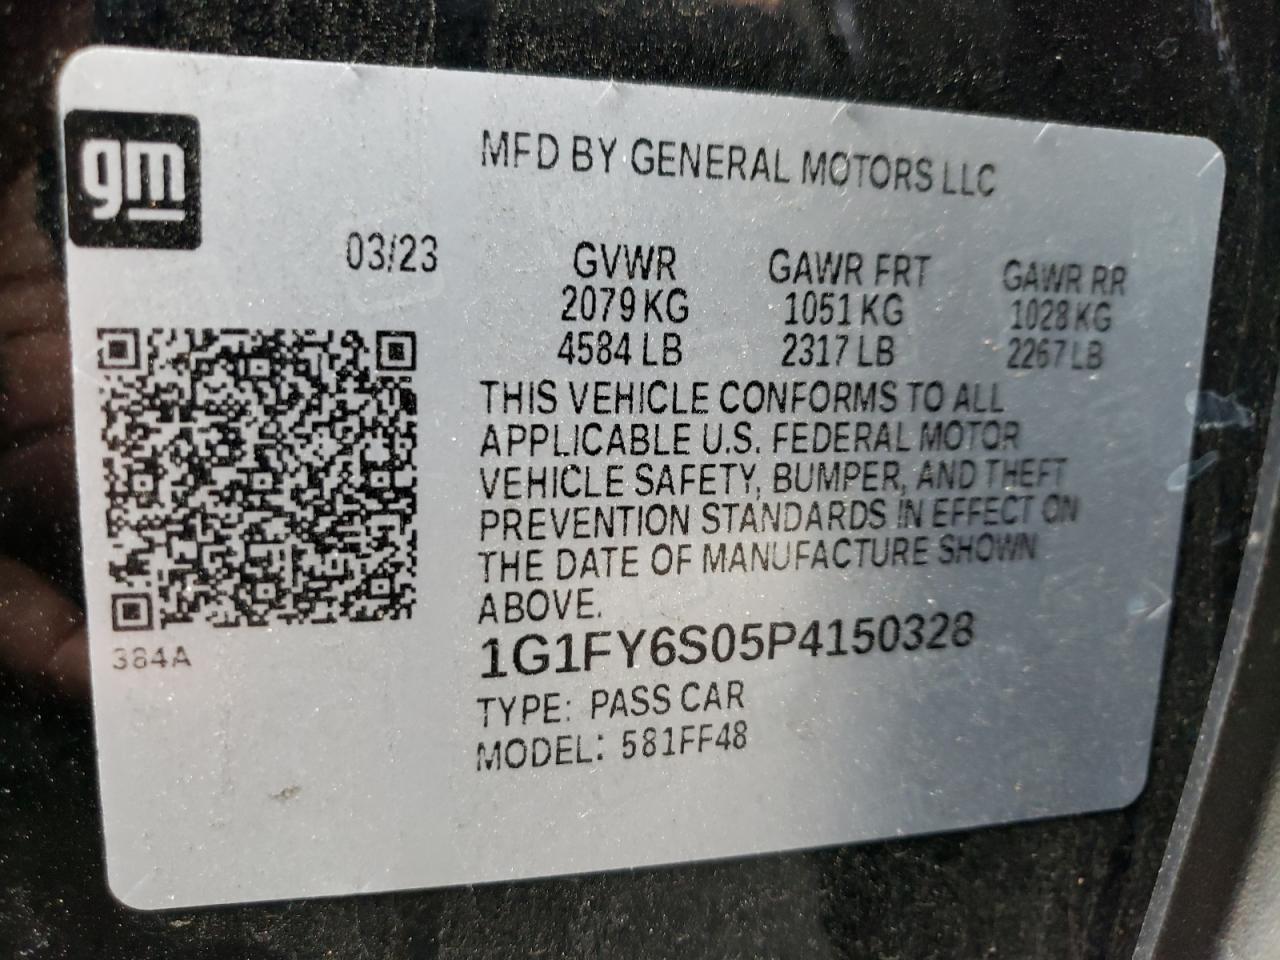 gm
MFD BY GENERAL MOTORS LLC
03/23
GVWR GAWR FRT GAWR RR
2079 KG 1051 KG 1028 KG
4584 LB 2317 LB 2267 LB
THIS VEHICLE CONFORMS TO ALL
APPLICABLE U.S. FEDERAL MOTOR
VEHICLE SAFETY, BUMPER, AND THEFT
PREVENTION STANDARDS IN EFFECT ON
THE DATE OF MANUFACTURE SHOWN
ABOVE.
384A
1G1FY6S05P4150328
TYPE: PASS CAR
MODEL: 581FF48